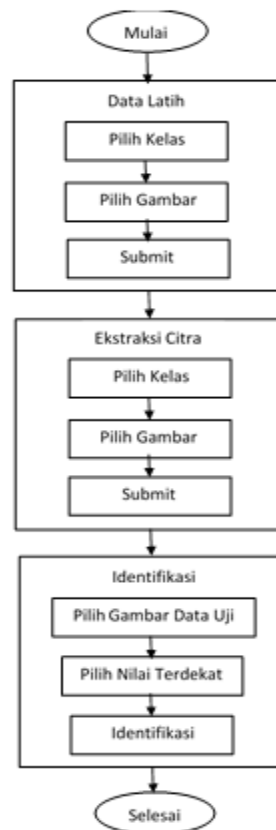 Mulai
Data Latih
Pilih Kelas
Pilih Gambar
Submit
Ekstraksi Citra
Pilih Kelas
Pilih Gambar
Submit
Identifikasi
Pilih Gambar Data Uji
Pilih Nilai Terdekat
Identifikasi
Selesai